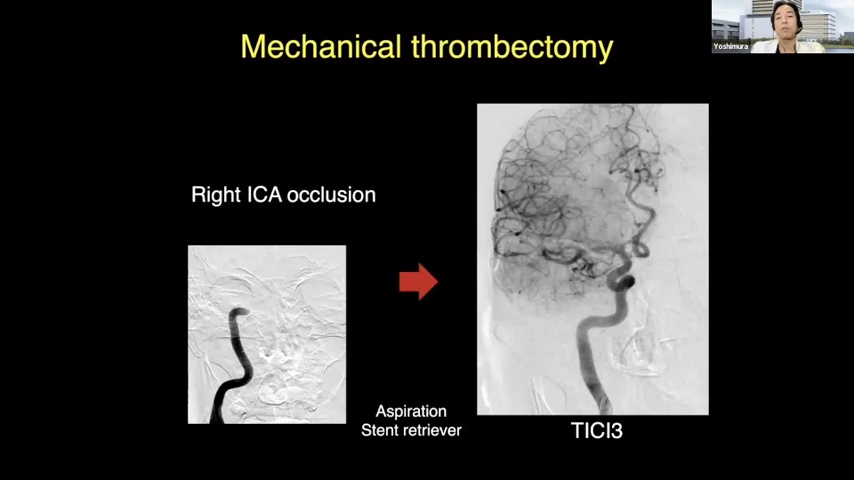 Mechanical thrombectomy
Yoshimura
Right ICA occlusion
Aspiration
Stent retriever
TICI3